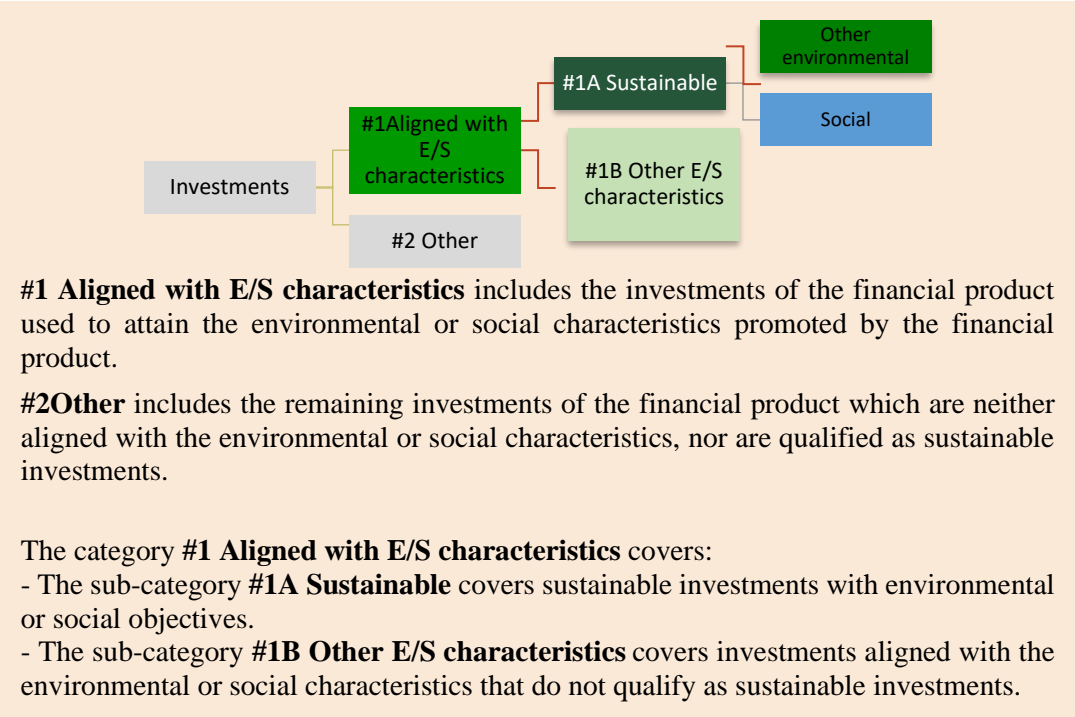 Other
environmental
#1A Sustainable
Social
#1Aligned with
E/S
characteristics
#1B Other E/S
characteristics
Investments
#2 Other
#1 Aligned with E/S characteristics includes the investments of the financial product
used to attain the environmental or social characteristics promoted by the financial
product.
#2Other includes the remaining investments of the financial product which are neither
aligned with the environmental or social characteristics, nor are qualified as sustainable
investments.
The category #1 Aligned with E/S characteristics covers:
- The sub-category #1A Sustainable covers sustainable investments with environmental
or social objectives.
- The sub-category #1B Other E/S characteristics covers investments aligned with the
environmental or social characteristics that do not qualify as sustainable investments.